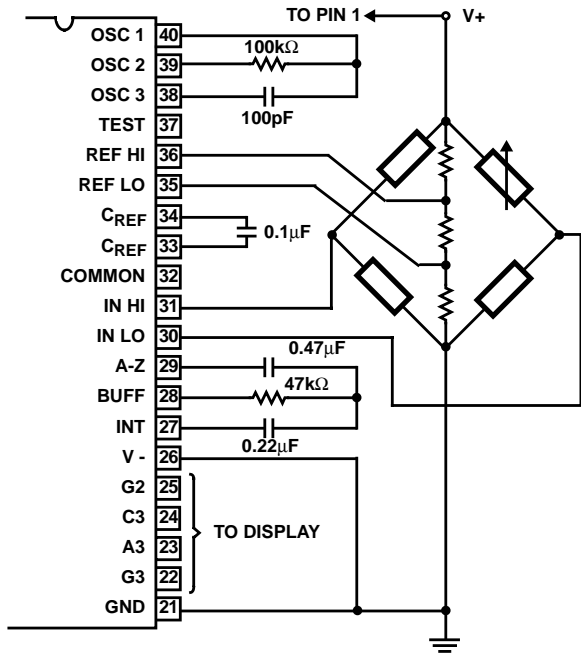 TO PIN 1 V+
OSC 1 40
100kΩ
OSC 2 39
OSC 3 38
100pF
TEST 37
REF HI 36
REF LO 35
CREF 34
0.1μF
CREF 33
COMMON 32
IN HI 31
IN LO 30
0.47μF
A-Z 29
47kΩ
BUFF 28
INT 27
0.22μF
V - 26
G2 25
C3 24
TO DISPLAY
A3 23
G3 22
GND 21